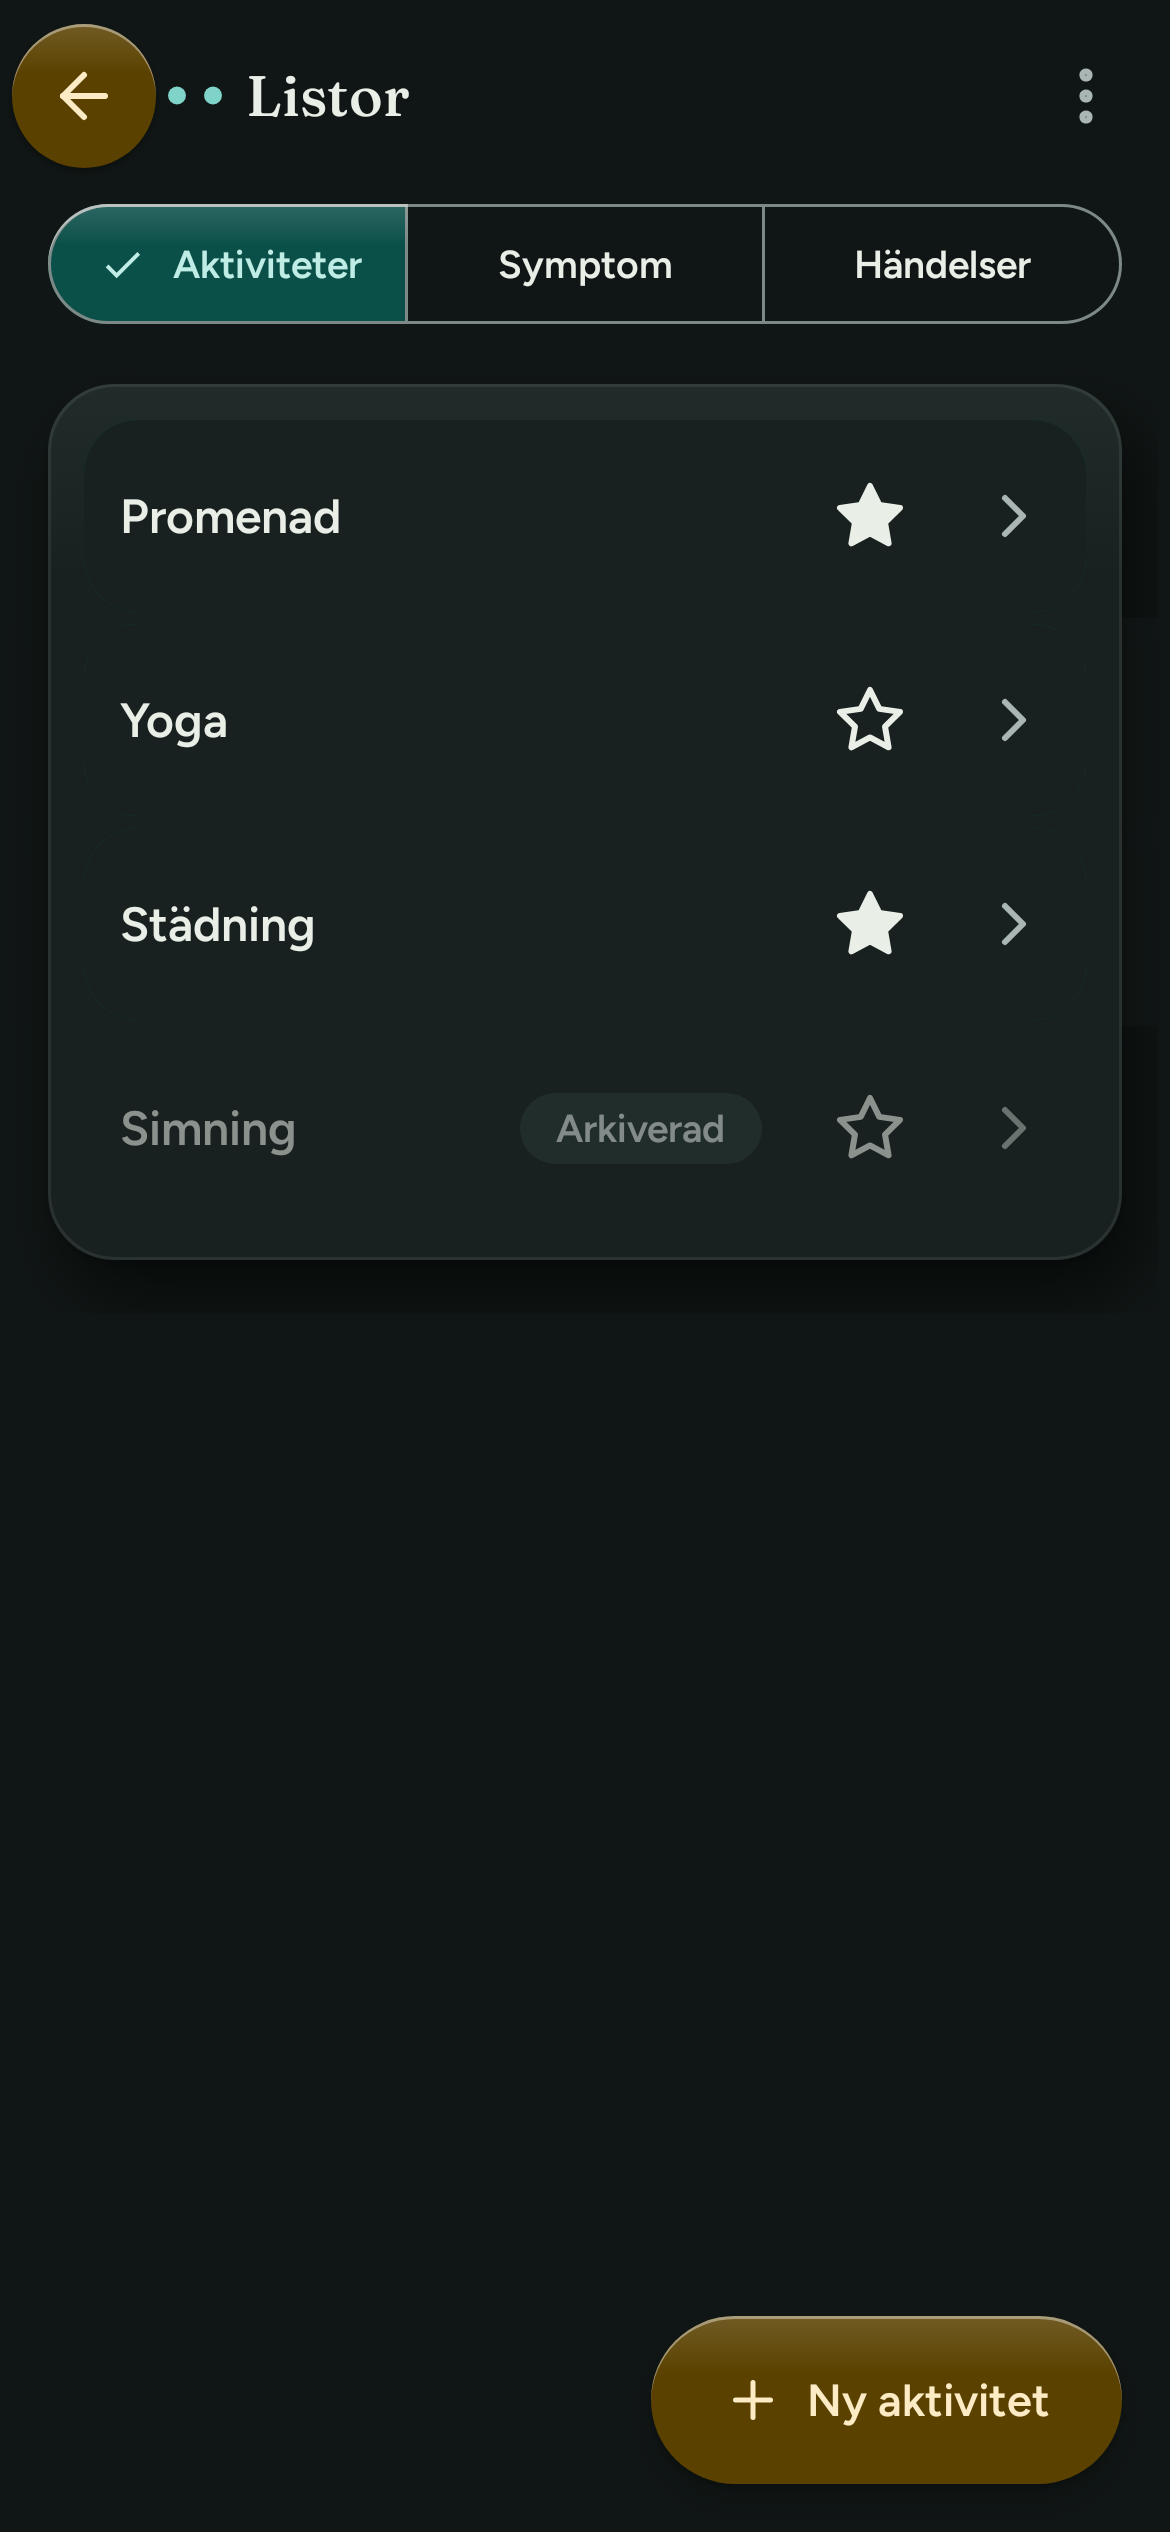 Listor
Aktiviteter
Symptom
Händelser
Promenad
Yoga
Städning
Simning
Arkiverad
Ny aktivitet